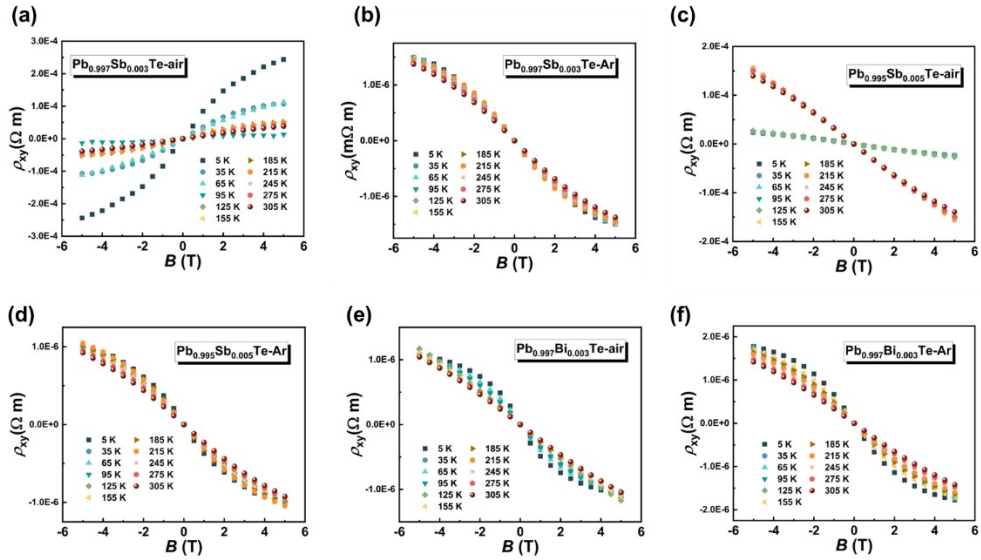 (a)
3.0E-4
2.0E-4
1.0E-4
0.0E+0
-1.0E-4
-2.0E-4
-3.0E-4
ρxy(Ω m)
Pb0.997Sb0.003Te-air
5 K
35 K
65 K
95 K
125 K
155 K
185 K
215 K
245 K
275 K
305 K
-6 -4 -2 0 2 4 6
B (T)
(b)
1.0E-6
0.0E+0
-1.0E-6
ρxy(mΩ m)
Pb0.997Sb0.003Te-Ar
5 K
35 K
65 K
95 K
125 K
155 K
185 K
215 K
245 K
275 K
305 K
-6 -4 -2 0 2 4 6
B (T)
(c)
2.0E-4
1.0E-4
0.0E+0
-1.0E-4
-2.0E-4
ρxy(Ω m)
Pb0.995Sb0.005Te-air
5 K
35 K
65 K
95 K
125 K
155 K
185 K
215 K
245 K
275 K
305 K
-6 -4 -2 0 2 4 6
B (T)
(d)
1.0E-6
0.0E+0
-1.0E-6
ρxy(Ω m)
Pb0.995Sb0.005Te-Ar
5 K
35 K
65 K
95 K
125 K
155 K
185 K
215 K
245 K
275 K
305 K
-6 -4 -2 0 2 4 6
B (T)
(e)
1.0E-6
0.0E+0
-1.0E-6
ρxy(Ω m)
Pb0.997Bi0.003Te-air
5 K
35 K
65 K
95 K
125 K
155 K
185 K
215 K
245 K
275 K
305 K
-6 -4 -2 0 2 4 6
B (T)
(f)
2.0E-6
1.0E-6
0.0E+0
-1.0E-6
-2.0E-6
ρxy(Ω m)
Pb0.997Bi0.003Te-Ar
5 K
35 K
65 K
95 K
125 K
155 K
185 K
215 K
245 K
275 K
305 K
-6 -4 -2 0 2 4 6
B (T)